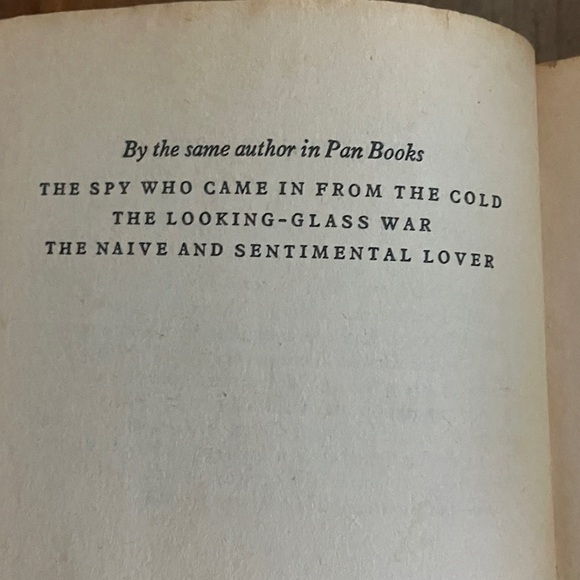 By the same author in Pan Books
THE SPY WHO CAME IN FROM THE COLD
THE LOOKING-GLASS WAR
THE NAIVE AND SENTIMENTAL LOVER